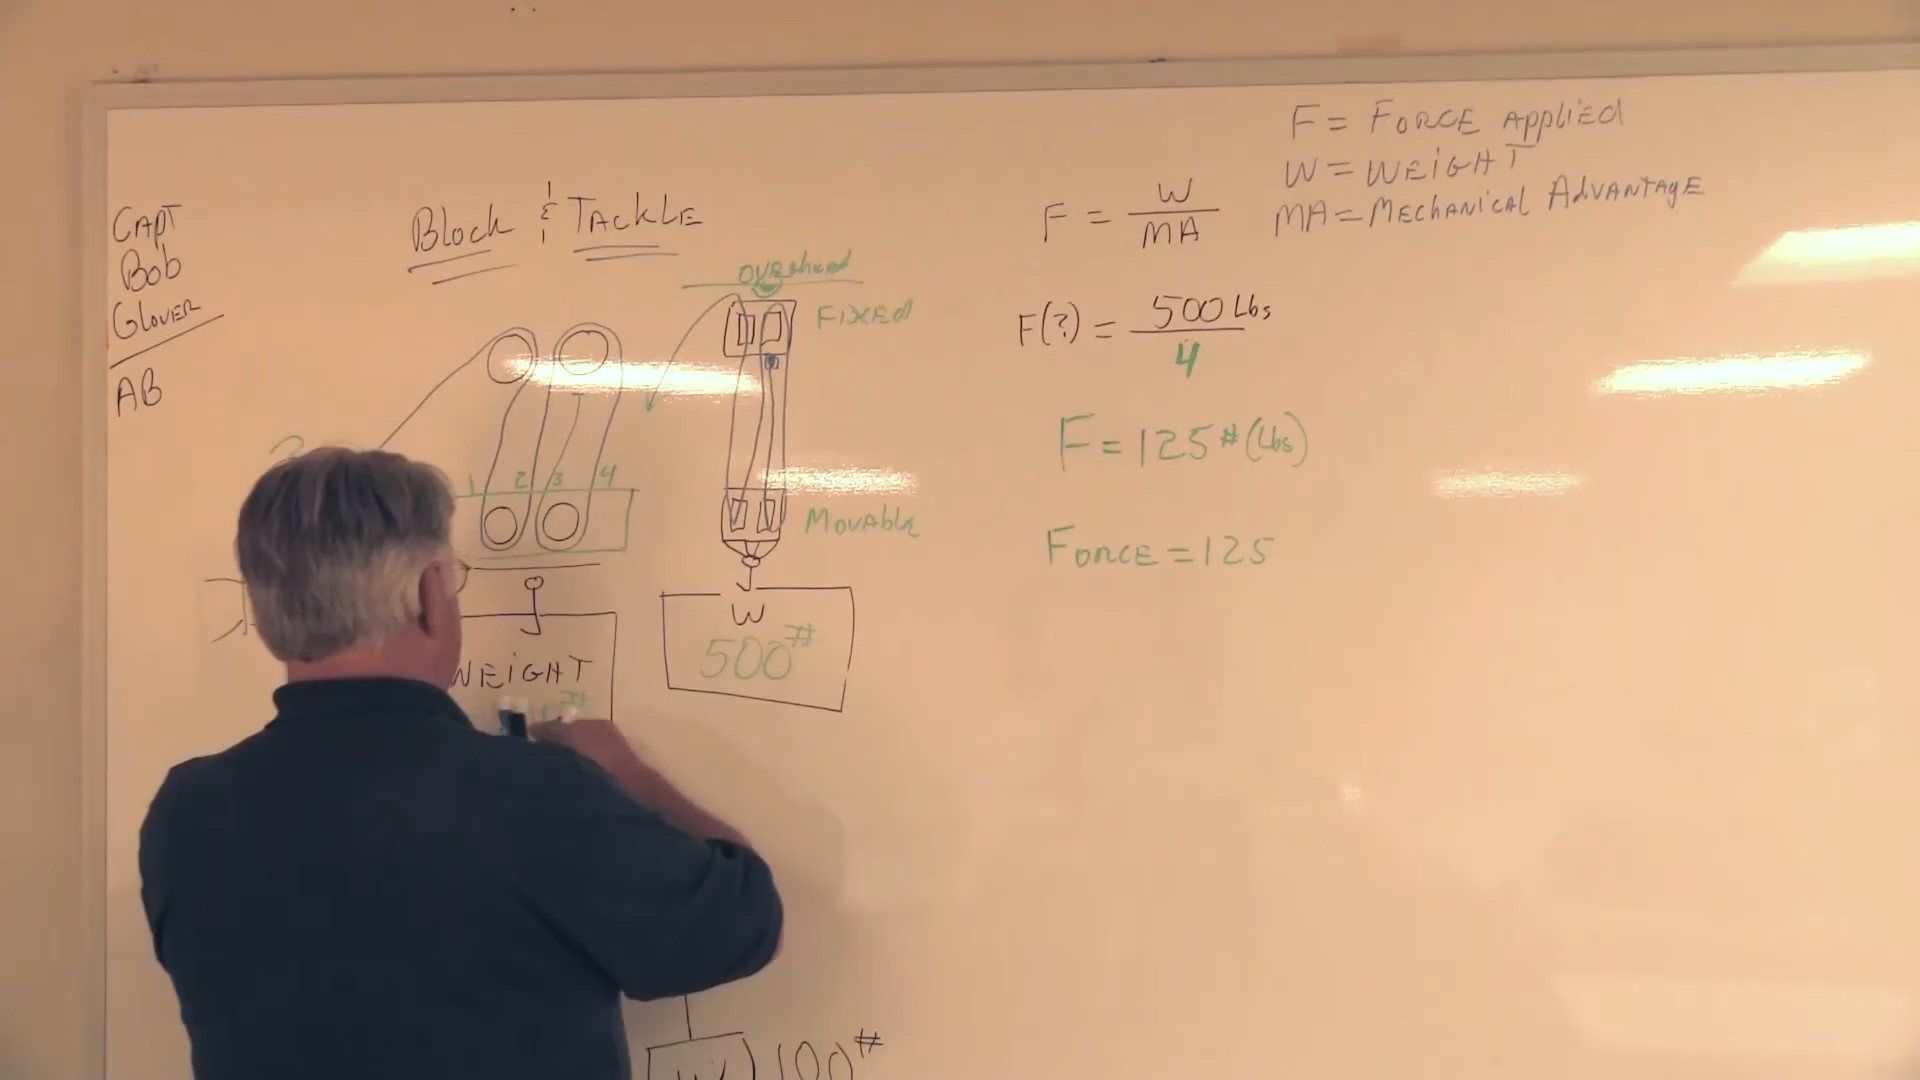 CAPT
Bob
GLOVER
AB
Block & TACKLE
OVERhead
FIXEd
1 2 3 4
MOVAblE
W
500#
WEIGHT
W
100#
F = FORCE Applied
W = WEIGHT
MA = MEchANicAl AdVANTAgE
F = W
MA
F(?) = 500 Lbs
4
F = 125# (Lbs)
FORCE = 125